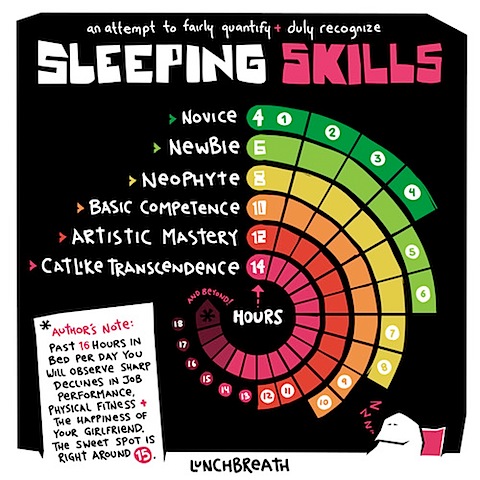 an attempt to fairly quantify + duly recognize
SLEEPING SKILLS
> NOVICE 4 1 2 3 4
> NEWBIE 6 5 6
> NEOPHYTE 8 7 8
> BASIC COMPETENCE 10 9 10
> ARTISTIC MASTERY 12 11 12
> CATLIKE TRANSCENDENCE 14 13 14 15 16 17 18
AND BEYOND!
*
HOURS
* AUTHOR'S NOTE:
PAST 16 HOURS IN
BED PER DAY YOU
WILL OBSERVE SHARP
DECLINES IN JOB
PERFORMANCE,
PHYSICAL FITNESS +
THE HAPPINESS OF
YOUR GIRLFRIEND.
THE SWEET SPOT IS
RIGHT AROUND 15.
ZZZZ
LUNCHBREATH